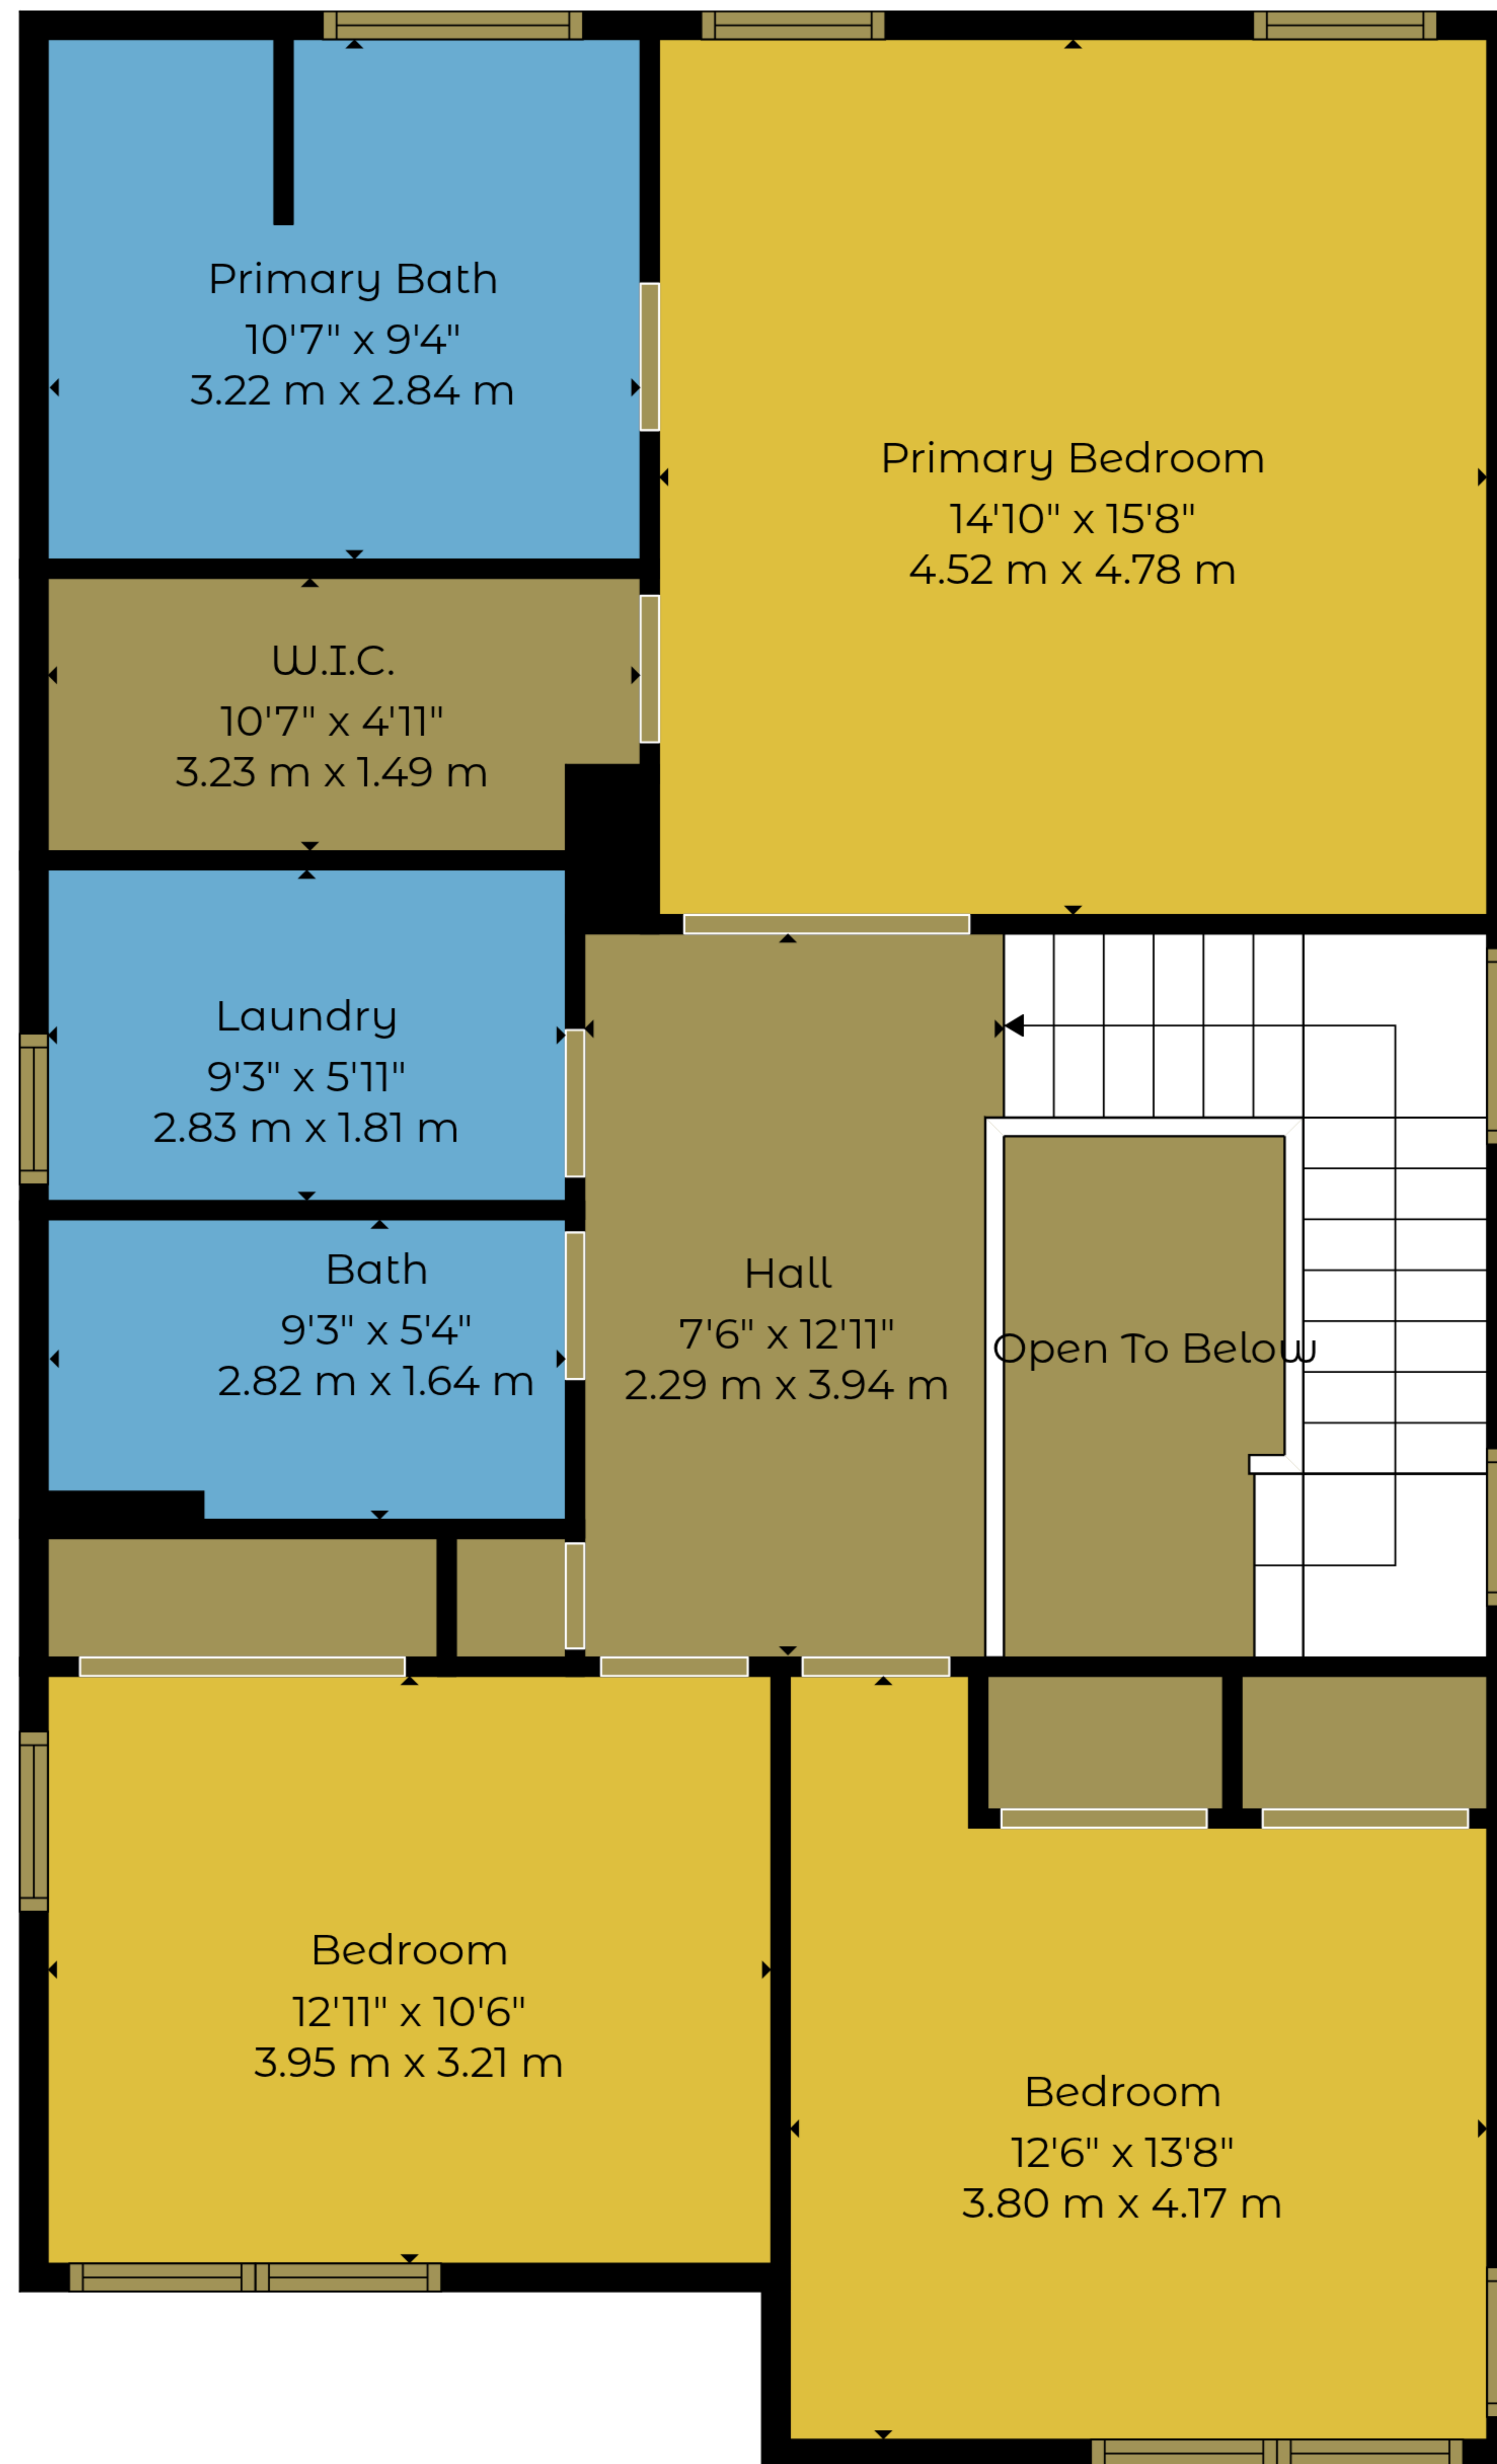 Primary Bath
10'7" x 9'4"
3.22 m x 2.84 m
Primary Bedroom
14'10" x 15'8"
4.52 m x 4.78 m
W.I.C.
10'7" x 4'11"
3.23 m x 1.49 m
Laundry
9'3" x 5'11"
2.83 m x 1.81 m
Bath
9'3" x 5'4"
2.82 m x 1.64 m
Hall
7'6" x 12'11"
2.29 m x 3.94 m
Open To Below
Bedroom
12'11" x 10'6"
3.95 m x 3.21 m
Bedroom
12'6" x 13'8"
3.80 m x 4.17 m